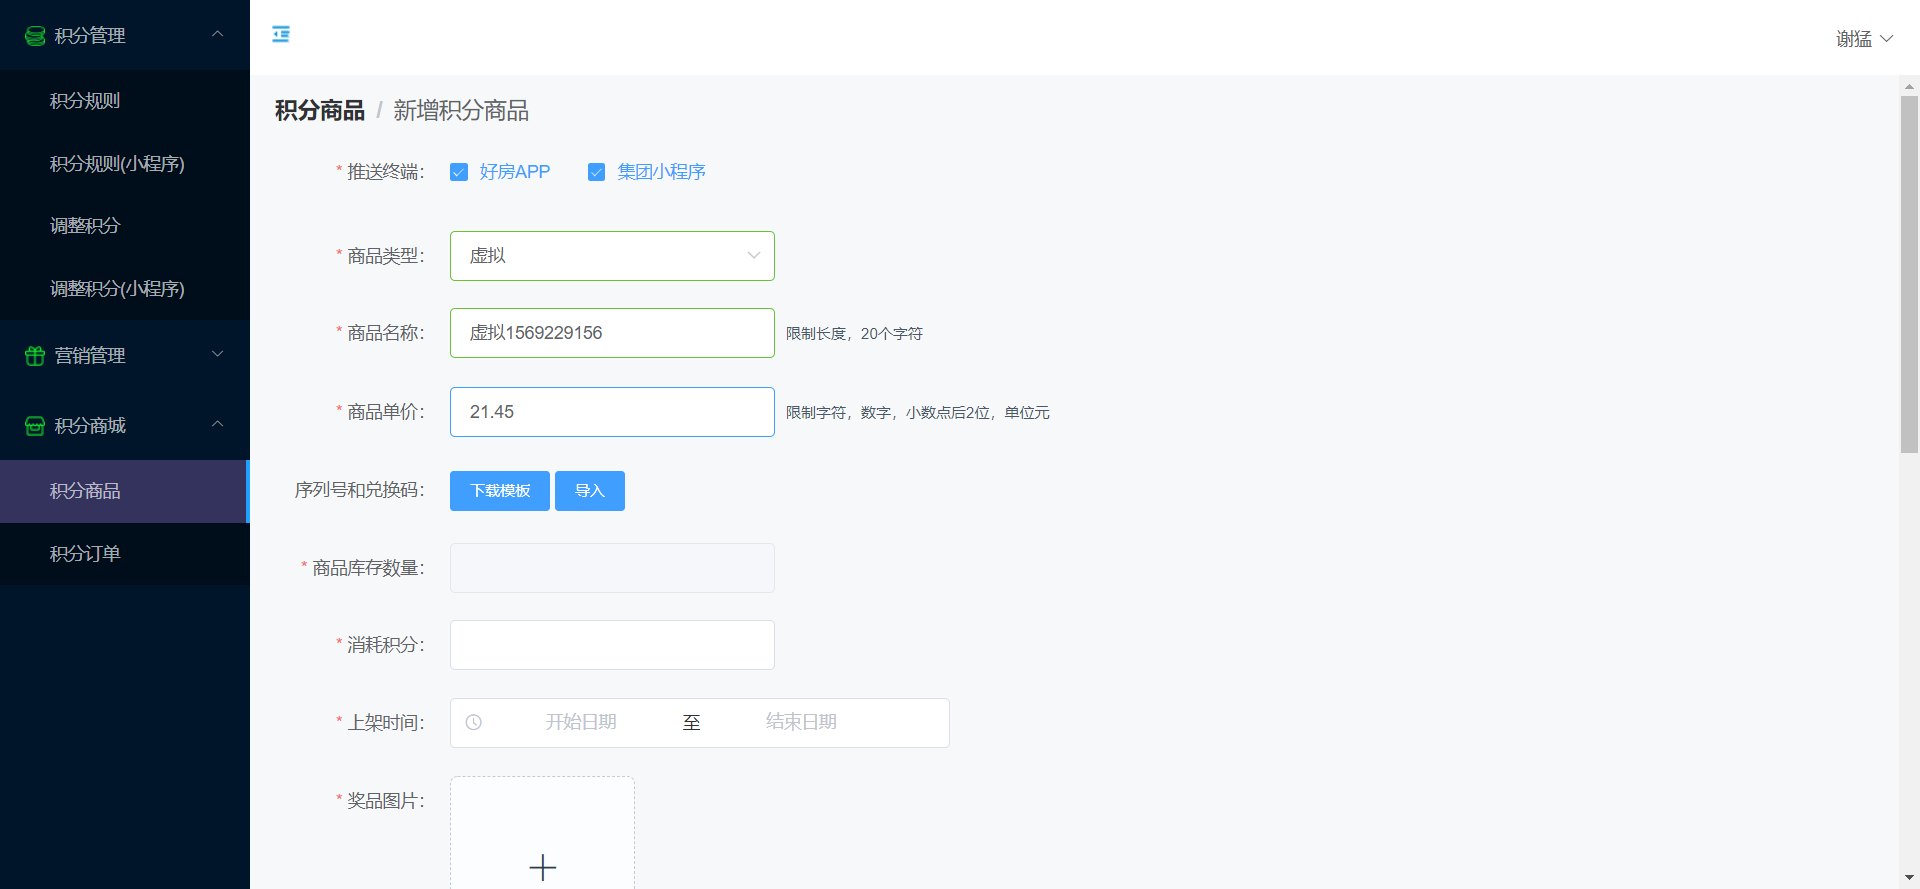 积分管理
积分规则
积分规则(小程序)
调整积分
调整积分(小程序)
营销管理
积分商城
积分商品
积分订单
谢猛
积分商品 / 新增积分商品
* 推送终端： 好房APP 集团小程序
* 商品类型： 虚拟
* 商品名称： 虚拟1569229156 限制长度，20个字符
* 商品单价： 21.45 限制字符，数字，小数点后2位，单位元
序列号和兑换码： 下载模板 导入
* 商品库存数量：
* 消耗积分：
* 上架时间： 开始日期 至 结束日期
* 奖品图片：